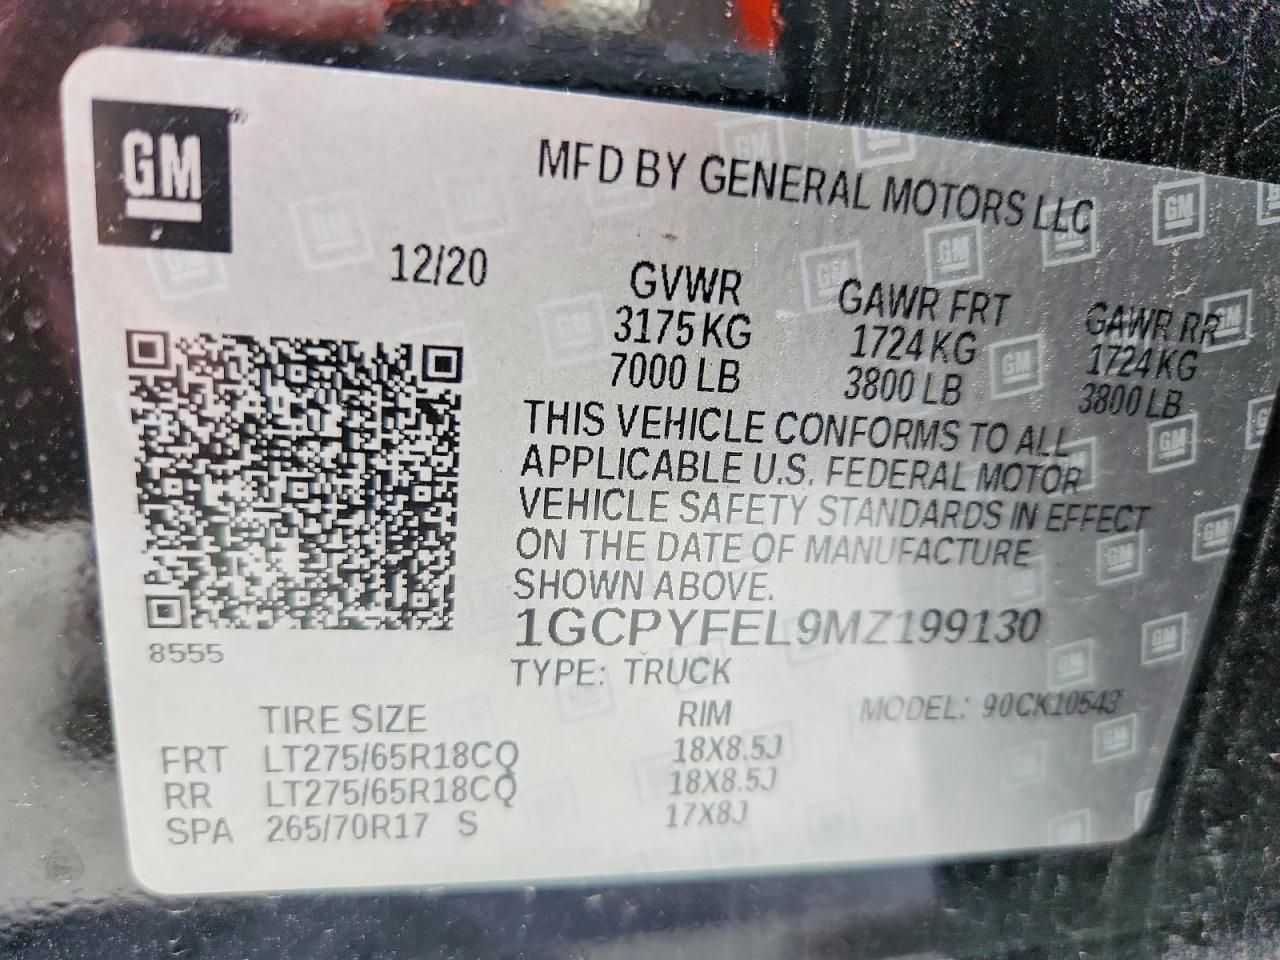 GM
MFD BY GENERAL MOTORS LLC
12/20
GVWR GAWR FRT GAWR RR
3175 KG 1724 KG 1724 KG
7000 LB 3800 LB 3800 LB
THIS VEHICLE CONFORMS TO ALL
APPLICABLE U.S. FEDERAL MOTOR
VEHICLE SAFETY STANDARDS IN EFFECT
ON THE DATE OF MANUFACTURE
SHOWN ABOVE.
1GCPYFEL9MZ199130
8555
TYPE: TRUCK
MODEL: 90CK10543
TIRE SIZE RIM
FRT LT275/65R18CQ 18X8.5J
RR LT275/65R18CQ 18X8.5J
SPA 265/70R17 S 17X8J